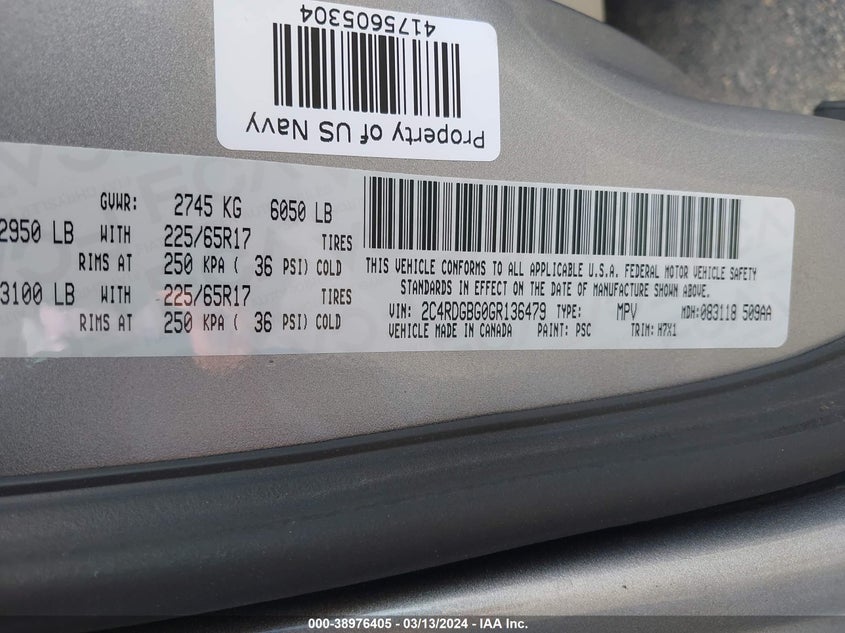 Property of US Navy
4175605304
GVWR: 2745 KG 6050 LB
2950 LB WITH 225/65R17 TIRES
RIMS AT 250 KPA ( 36 PSI) COLD
3100 LB WITH 225/65R17 TIRES
RIMS AT 250 KPA ( 36 PSI) COLD
THIS VEHICLE CONFORMS TO ALL APPLICABLE U.S.A. FEDERAL MOTOR VEHICLE SAFETY
STANDARDS IN EFFECT ON THE DATE OF MANUFACTURE SHOWN ABOVE.
VIN: 2C4RDGBG0GR136479 TYPE: MPV MDH:083118 509AA
VEHICLE MADE IN CANADA PAINT: PSC TRIM: H7X1
000-38976405 - 03/13/2024 - IAA Inc.